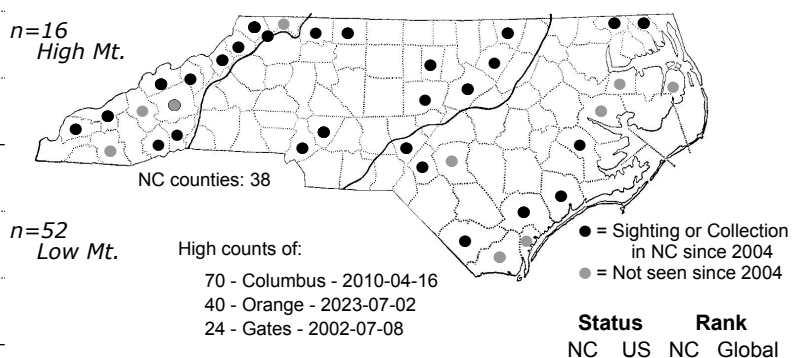 n=16
High Mt.
NC counties: 38
n=52
Low Mt.
High counts of:
70 - Columbus - 2010-04-16
40 - Orange - 2023-07-02
24 - Gates - 2002-07-08
= Sighting or Collection
in NC since 2004
= Not seen since 2004
Status Rank
NC US NC Global